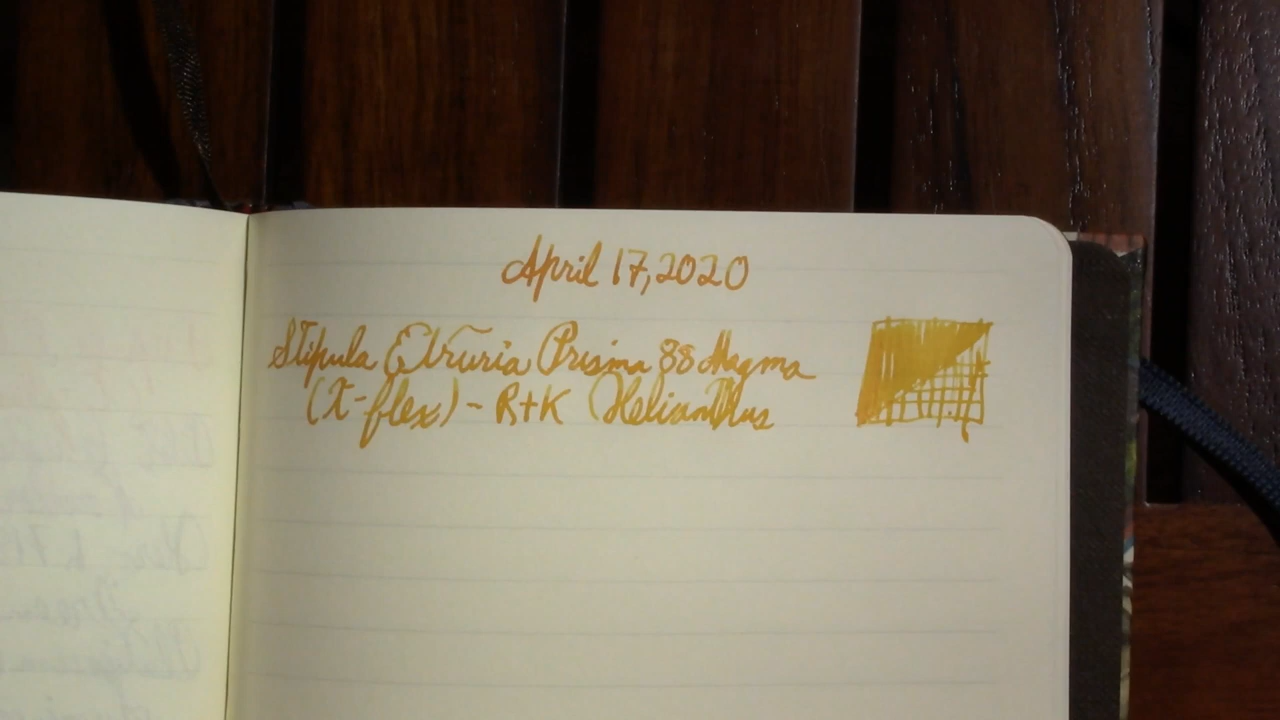 April 17, 2020
Stipula Etruria Prisma 88 Magma
(T-flex) - R+K Helianthus